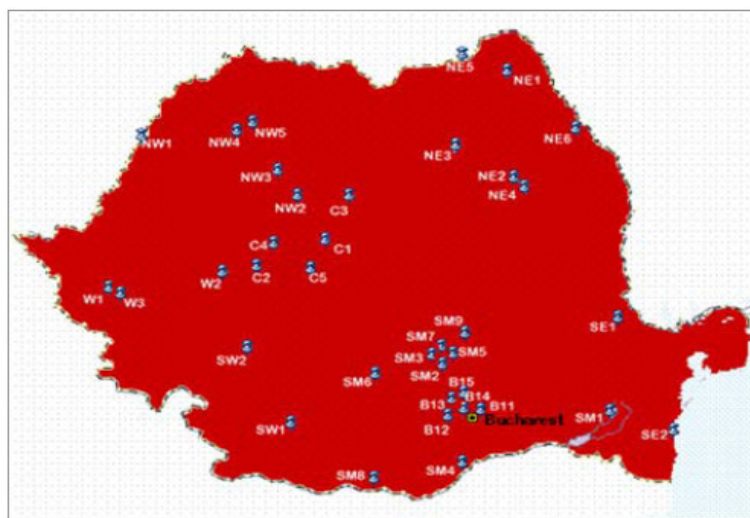 NE5
NE1
NW1
NW4
NW5
NE6
NE3
NW3
NE2
NE4
NW2
C3
C4
C1
W2
C2
C5
W1
W3
SE1
SM9
SM7
SM3
SM5
SW2
SM2
SM6
B15
B14
B13
B11
B12
Bucharest
SM1
SW1
SE2
SM4
SM8